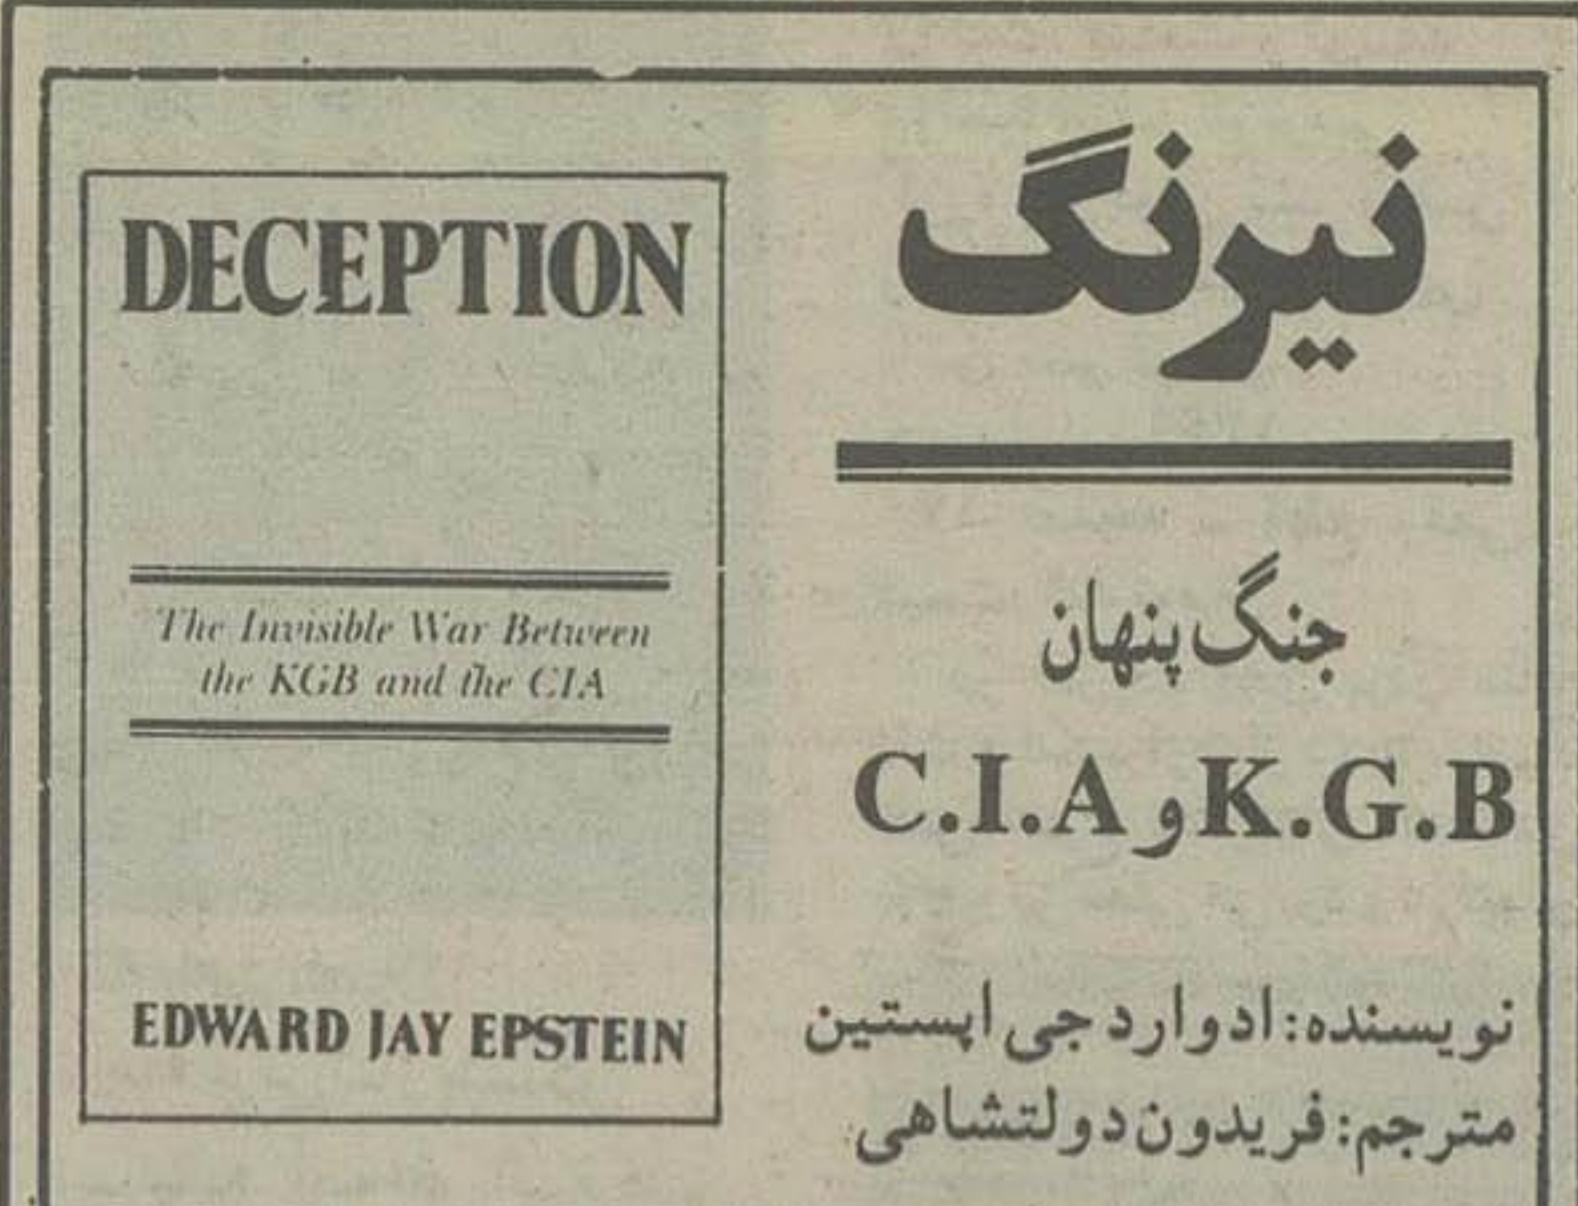 نیرنگ
جنگ پنهان
K.G.B و C.I.A
نویسنده: ادوارد جی اپستین
مترجم: فریدون دولتشاهی
DECEPTION
The Invisible War Between
the KGB and the CIA
EDWARD JAY EPSTEIN